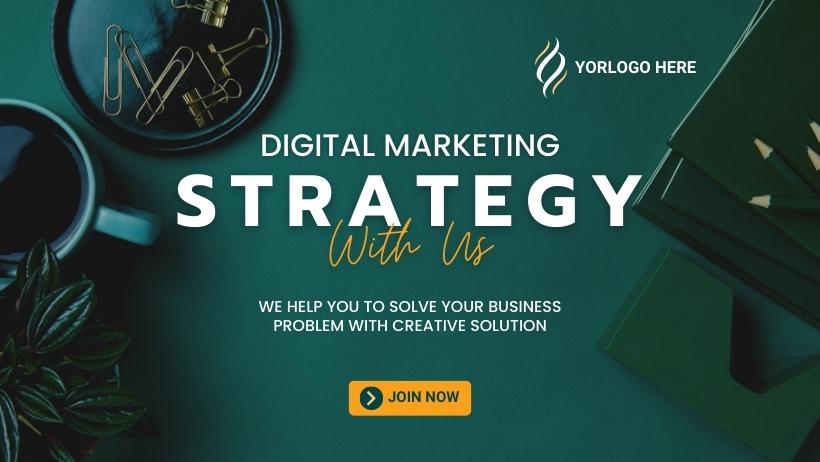 YORLOGO HERE
DIGITAL MARKETING
STRATEGY
With Us
WE HELP YOU TO SOLVE YOUR BUSINESS
PROBLEM WITH CREATIVE SOLUTION
JOIN NOW